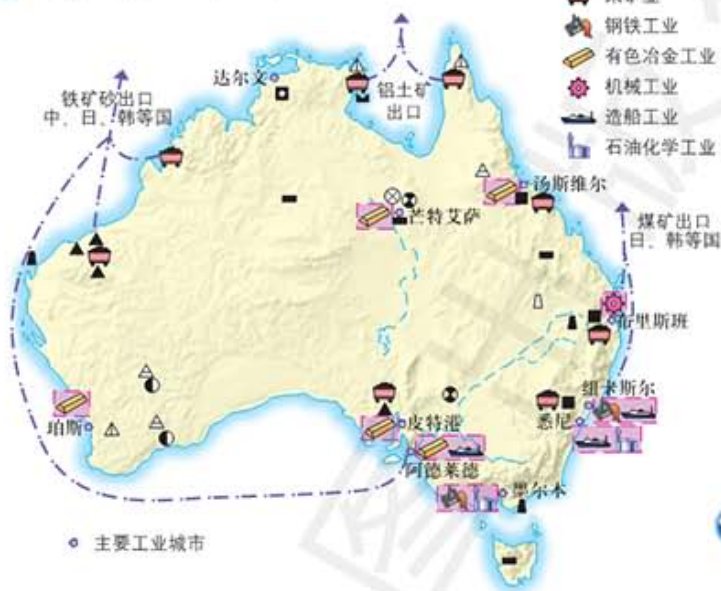 钢铁工业
有色冶金工业
机械工业
造船工业
石油化学工业
达尔文
铝土矿
出口
铁矿砂出口
中、日、韩等国
汤斯维尔
芒特艾萨
煤矿出口
日、韩等国
布里斯班
纽卡斯尔
悉尼
珀斯
皮特港
阿德莱德
墨尔本
主要工业城市